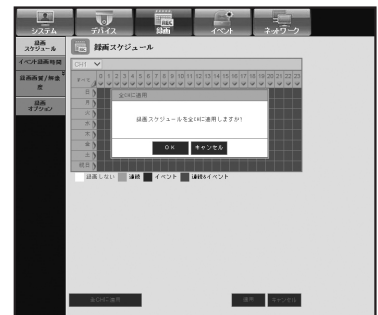 システム デバイス 録画 イベント ネットワーク
録画
スケジュール
録画スケジュール
イベント録画時間
CH1
録画画質/解像
度
すべて 0 1 2 3 4 5 6 7 8 9 10 11 12 13 14 15 16 17 18 19 20 21 22 23
日
全CHに適用
月
録画
オプション
火
水
録画スケジュールを全CHに適用しますか?
木
OK キャンセル
金
土
祝日
録画しない 連続 イベント 連続&イベント
全CHに適用 適用 キャンセル